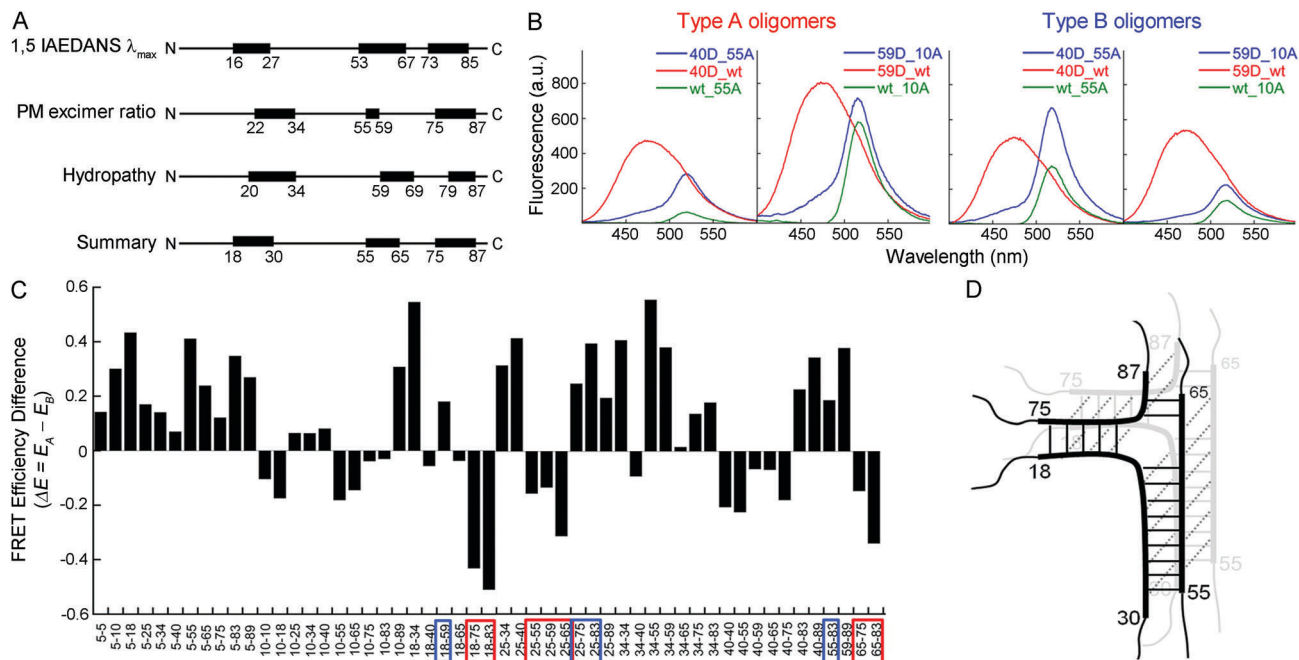 A
1,5 IAEDANS λmax N C
16 27 53 67 73 85
PM excimer ratio N C
22 34 55 59 75 87
Hydropathy N C
20 34 59 69 79 87
Summary N C
18 30 55 65 75 87
B
Type A oligomers
Type B oligomers
40D_55A
40D_wt
wt_55A
59D_10A
59D_wt
wt_10A
40D_55A
40D_wt
wt_55A
59D_10A
59D_wt
wt_10A
Fluorescence (a.u.)
800
600
400
200
450 500 550 450 500 550 450 500 550 450 500 550
Wavelength (nm)
C
FRET Efficiency Difference
(ΔE = EA − EB)
0.6
0.4
0.2
0
-0.2
-0.4
-0.6
5-5 5-10 5-18 5-25 5-34 5-40 5-55 5-65 5-75 5-83 5-89 10-10 10-18 10-25 10-34 10-40 10-55 10-65 10-75 10-83 10-89 18-34 18-40 18-59 18-65 18-75 18-83 25-34 25-40 25-55 25-59 25-65 25-75 25-83 25-89 34-34 34-40 34-55 34-59 34-65 34-75 34-83 40-40 40-55 40-59 40-65 40-75 40-83 40-89 55-83 59-89 65-75 65-83
D
87
65
75
87
65
75
18
55
30
55